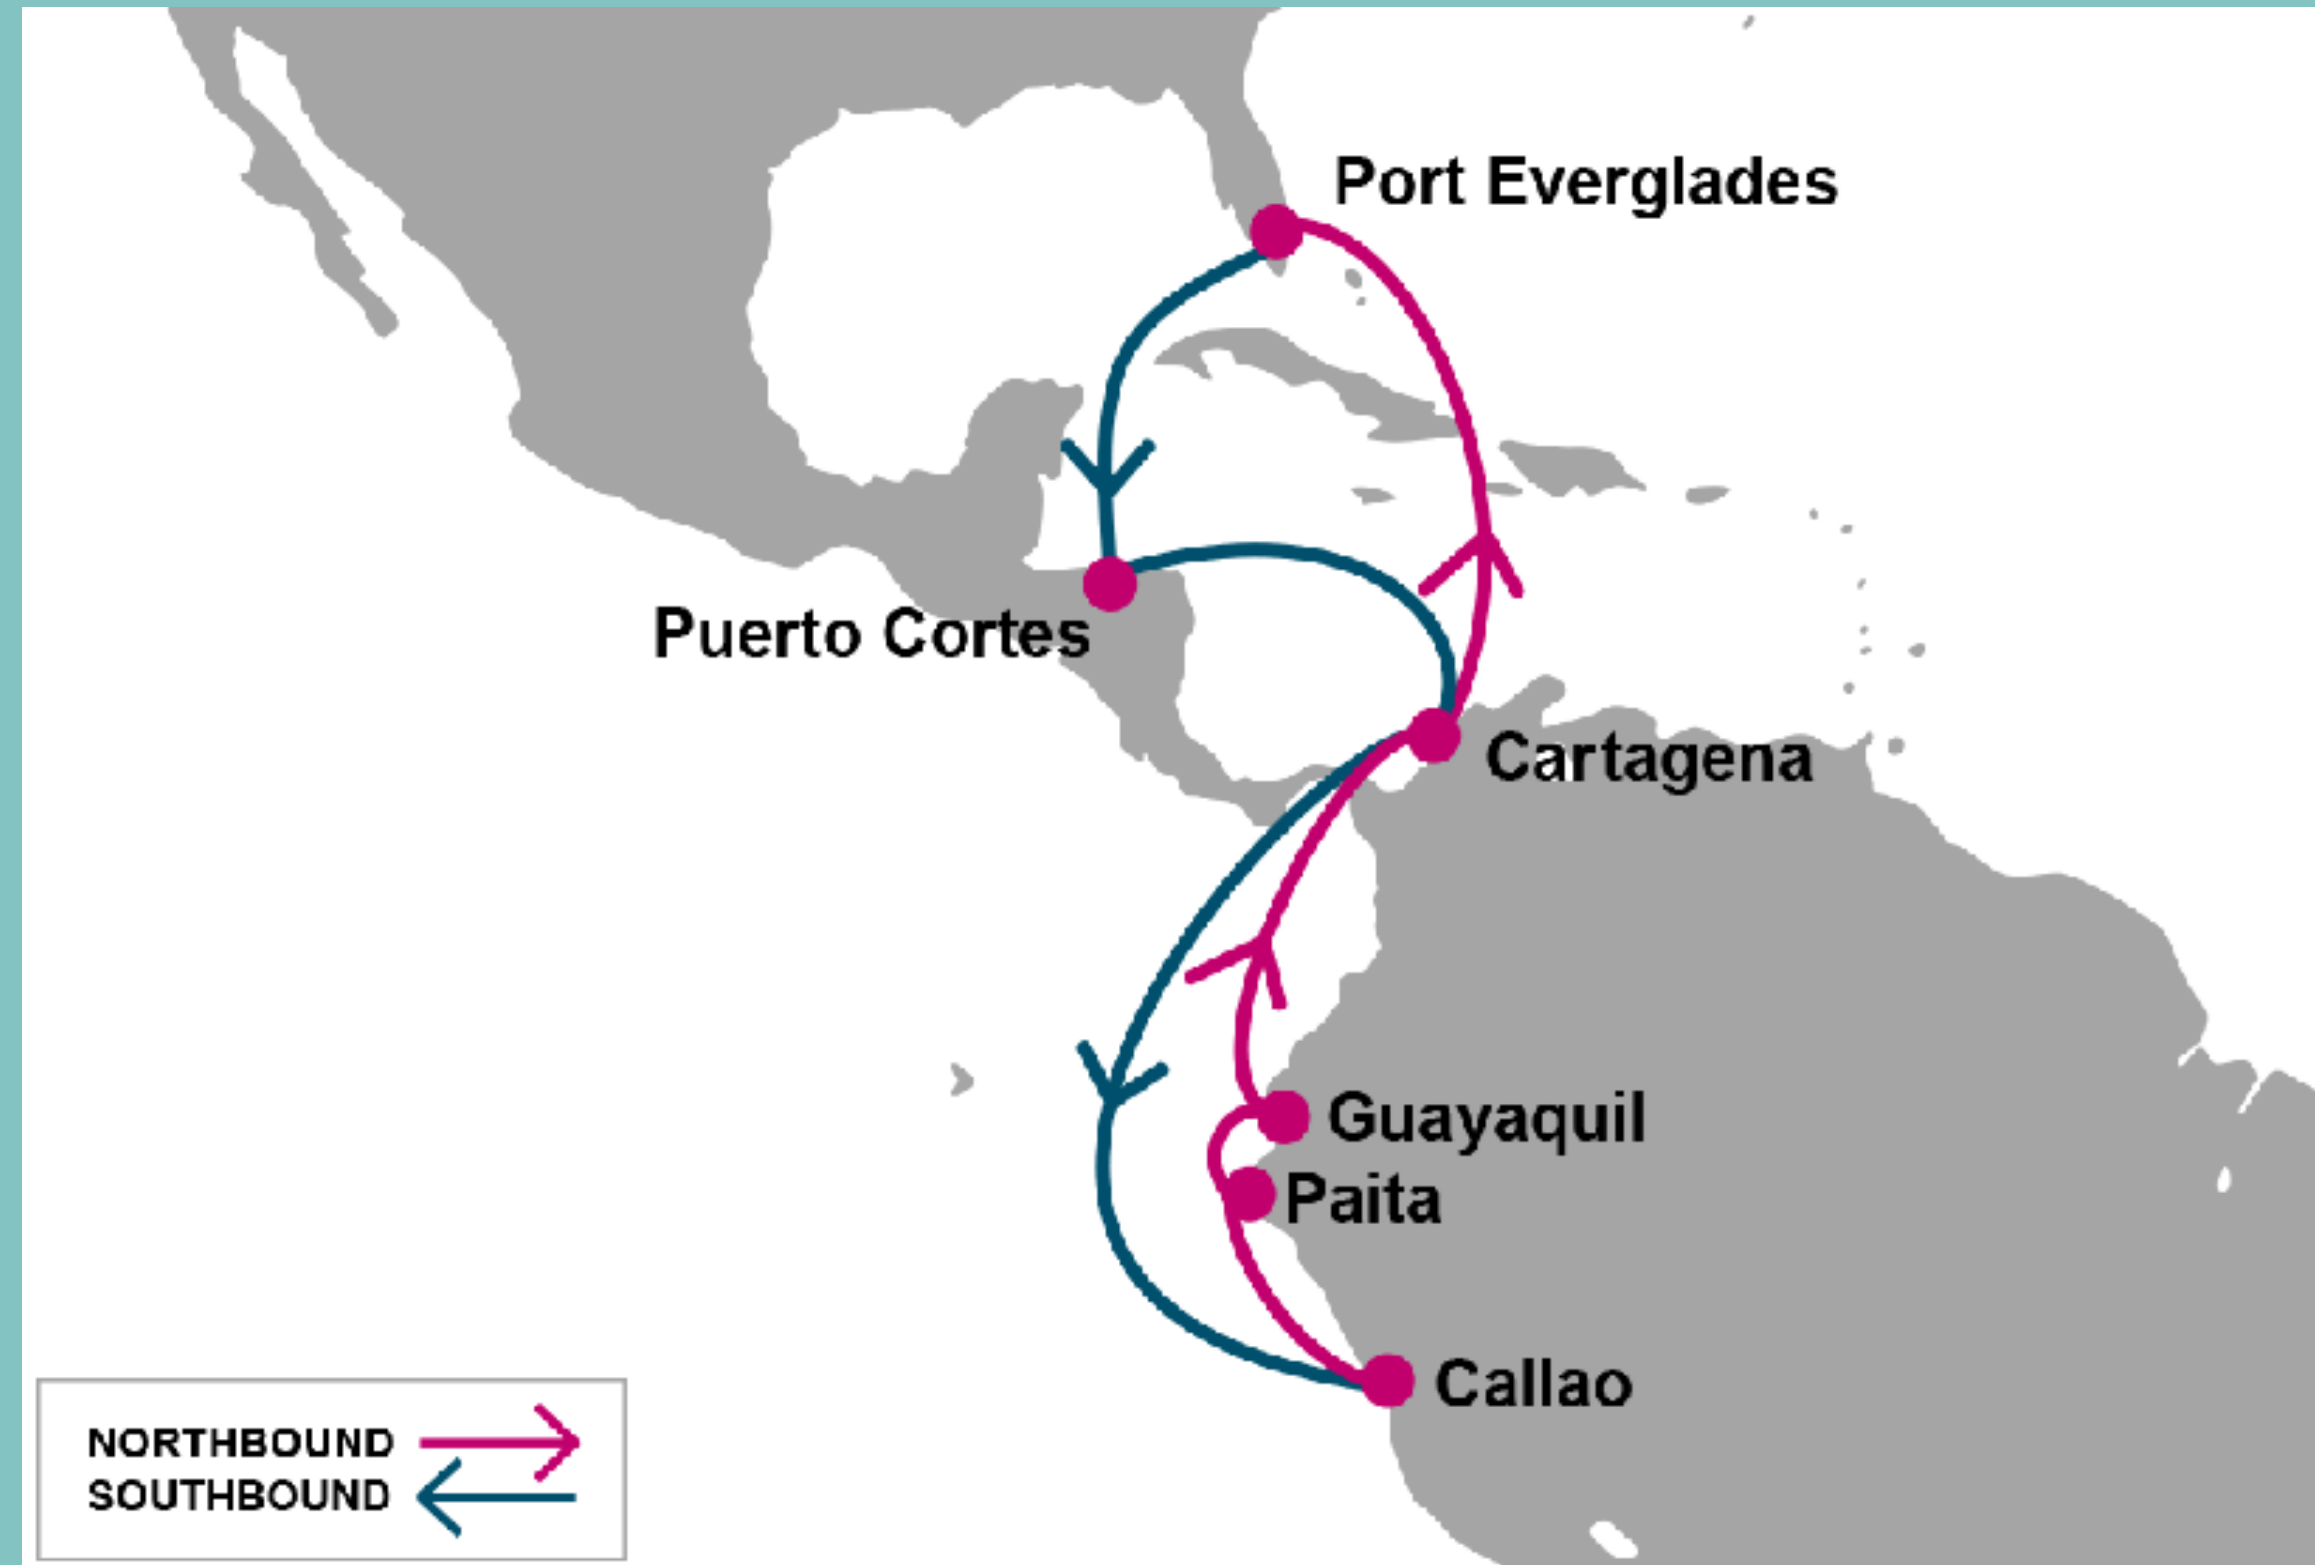 Port Everglades
Puerto Cortes
Cartagena
Guayaquil
Paita
Callao
NORTHBOUND
SOUTHBOUND